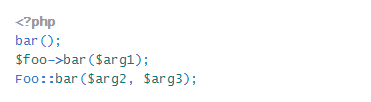 <?php
bar();
$foo->bar($arg1);
Foo::bar($arg2, $arg3);